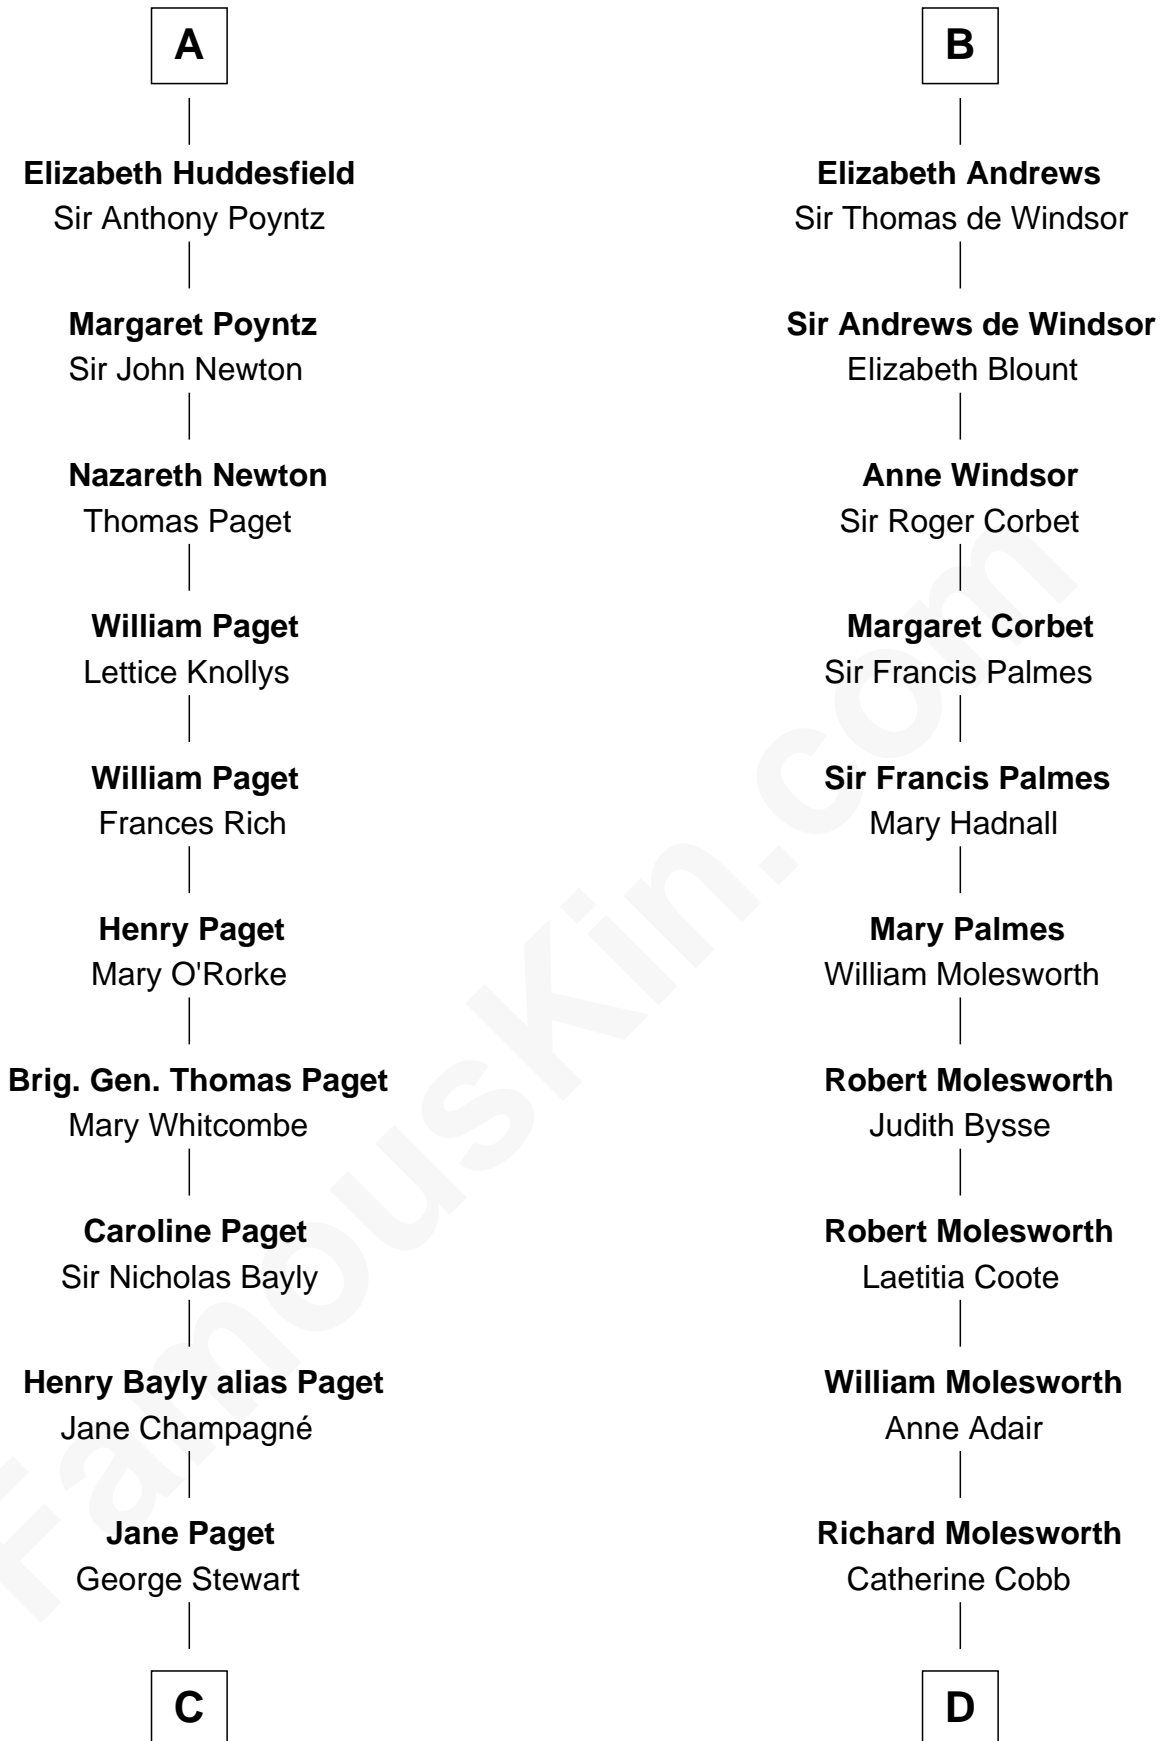 A
Elizabeth Huddesfield
Sir Anthony Poyntz
Margaret Poyntz
Sir John Newton
Nazareth Newton
Thomas Paget
William Paget
Lettice Knollys
William Paget
Frances Rich
Henry Paget
Mary O'Rorke
Brig. Gen. Thomas Paget
Mary Whitcombe
Caroline Paget
Sir Nicholas Bayly
Henry Bayly alias Paget
Jane Champagné
Jane Paget
George Stewart
C
B
Elizabeth Andrews
Sir Thomas de Windsor
Sir Andrews de Windsor
Elizabeth Blount
Anne Windsor
Sir Roger Corbet
Margaret Corbet
Sir Francis Palmes
Sir Francis Palmes
Mary Hadnall
Mary Palmes
William Molesworth
Robert Molesworth
Judith Bysse
Robert Molesworth
Laetitia Coote
William Molesworth
Anne Adair
Richard Molesworth
Catherine Cobb
D
FamousKin.com